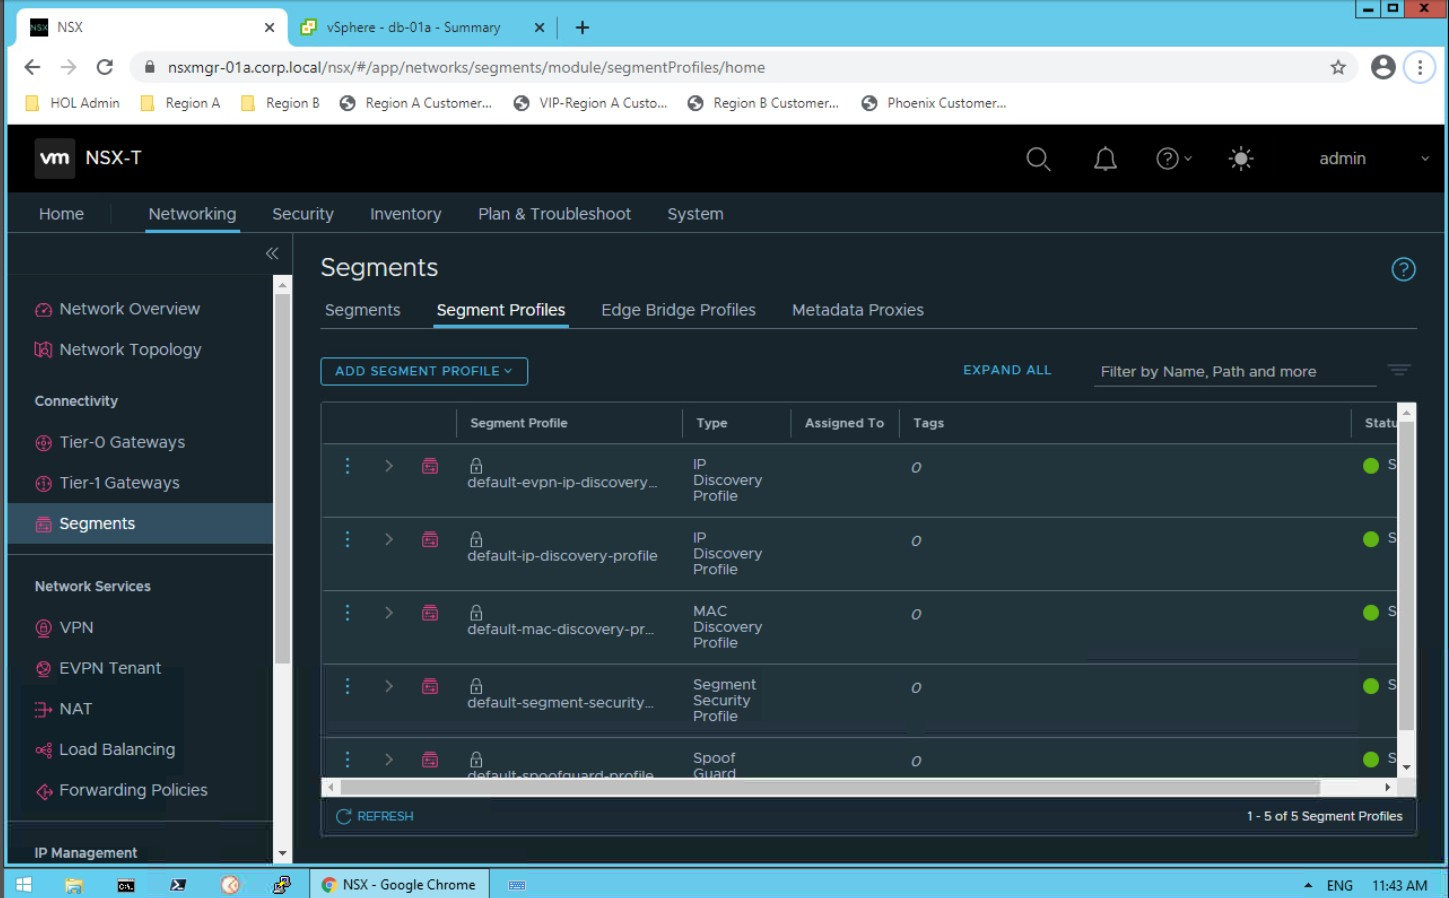 NSX
vSphere - db-01a - Summary
nsxmgr-01a.corp.local/nsx/#/app/networks/segments/module/segmentProfiles/home
HOL Admin
Region A
Region B
Region A Customer...
VIP-Region A Custo...
Region B Customer...
Phoenix Customer...
vm NSX-T
admin
Home
Networking
Security
Inventory
Plan & Troubleshoot
System
Network Overview
Network Topology
Connectivity
Tier-0 Gateways
Tier-1 Gateways
Segments
Network Services
VPN
EVPN Tenant
NAT
Load Balancing
Forwarding Policies
IP Management
Segments
Segments
Segment Profiles
Edge Bridge Profiles
Metadata Proxies
ADD SEGMENT PROFILE
EXPAND ALL
Filter by Name, Path and more
Segment Profile
Type
Assigned To
Tags
Statu
default-evpn-ip-discovery...
IP
Discovery
Profile
0
S
default-ip-discovery-profile
IP
Discovery
Profile
0
S
default-mac-discovery-pr...
MAC
Discovery
Profile
0
S
default-segment-security...
Segment
Security
Profile
0
S
default-spoofguard-profile
Spoof
Guard
0
S
REFRESH
1 - 5 of 5 Segment Profiles
NSX - Google Chrome
ENG
11:43 AM